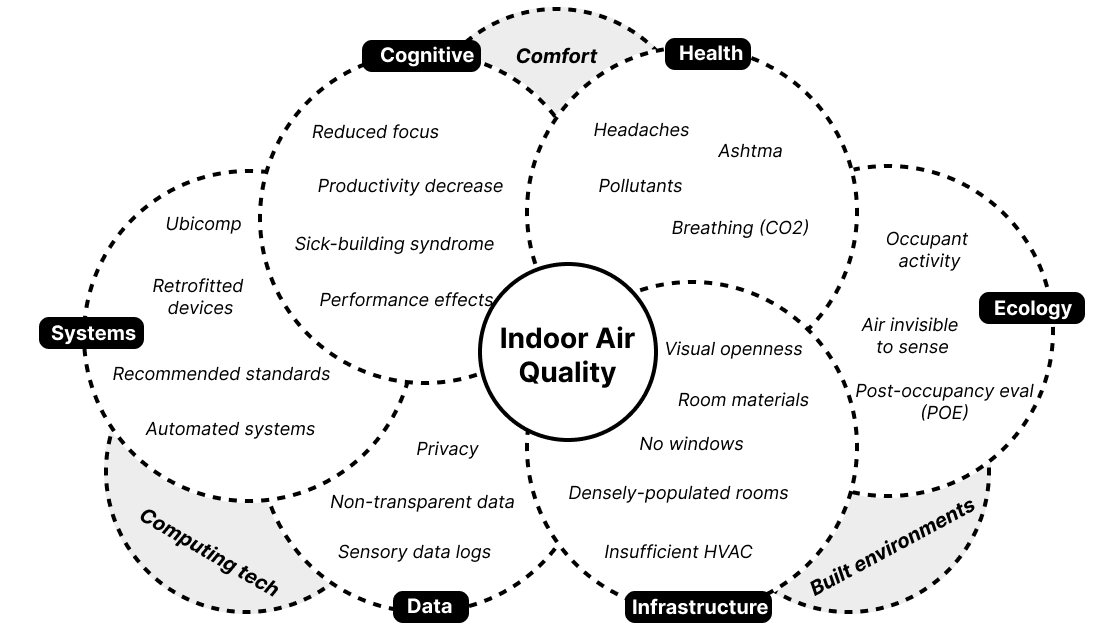 Cognitive
Comfort
Health
Reduced focus
Productivity decrease
Sick-building syndrome
Performance effects
Headaches
Ashtma
Pollutants
Breathing (CO2)
Systems
Ubicomp
Retrofitted
devices
Recommended standards
Automated systems
Indoor Air
Quality
Ecology
Occupant
activity
Air invisible
to sense
Post-occupancy eval
(POE)
Visual openness
Room materials
No windows
Densely-populated rooms
Insufficient HVAC
Privacy
Non-transparent data
Sensory data logs
Computing tech
Built environments
Data
Infrastructure